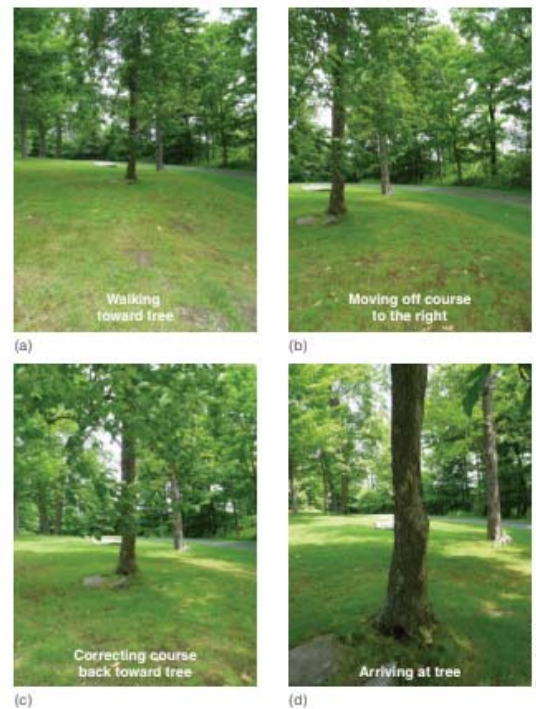 Walking
toward tree
(a)
Moving off course
to the right
(b)
Correcting course
back toward tree
(c)
Arriving at tree
(d)